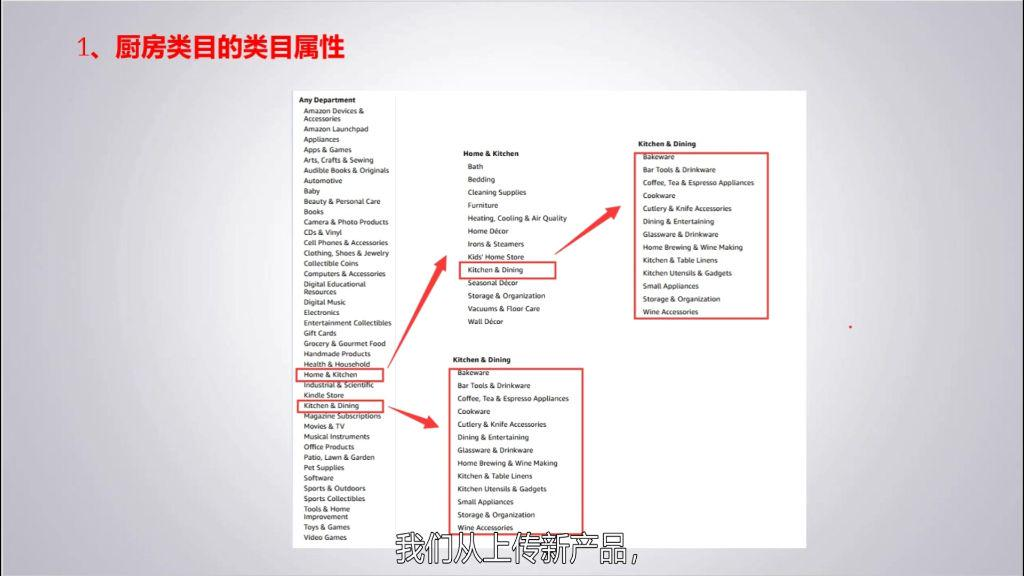 1、厨房类目的类目属性
Any Department
Amazon Devices &
Accessories
Amazon Launchpad
Appliances
Apps & Games
Arts, Crafts & Sewing
Audible Books & Originals
Automotive
Baby
Beauty & Personal Care
Books
Camera & Photo Products
CDs & Vinyl
Cell Phones & Accessories
Clothing, Shoes & Jewelry
Collectible Coins
Computers & Accessories
Digital Educational
Resources
Digital Music
Electronics
Entertainment Collectibles
Gift Cards
Grocery & Gourmet Food
Handmade Products
Health & Household
Home & Kitchen
Industrial & Scientific
Kindle Store
Kitchen & Dining
Magazine Subscriptions
Movies & TV
Musical Instruments
Office Products
Patio, Lawn & Garden
Pet Supplies
Software
Sports & Outdoors
Sports Collectibles
Tools & Home
Improvement
Toys & Games
Video Games
Home & Kitchen
Bath
Bedding
Cleaning Supplies
Furniture
Heating, Cooling & Air Quality
Home Décor
Irons & Steamers
Kids' Home Store
Kitchen & Dining
Seasonal Décor
Storage & Organization
Vacuums & Floor Care
Wall Décor
Kitchen & Dining
Bakeware
Bar Tools & Drinkware
Coffee, Tea & Espresso Appliances
Cookware
Cutlery & Knife Accessories
Dining & Entertaining
Glassware & Drinkware
Home Brewing & Wine Making
Kitchen & Table Linens
Kitchen Utensils & Gadgets
Small Appliances
Storage & Organization
Wine Accessories
Kitchen & Dining
Bakeware
Bar Tools & Drinkware
Coffee, Tea & Espresso Appliances
Cookware
Cutlery & Knife Accessories
Dining & Entertaining
Glassware & Drinkware
Home Brewing & Wine Making
Kitchen & Table Linens
Kitchen Utensils & Gadgets
Small Appliances
Storage & Organization
Wine Accessories
我们从上传新产品，